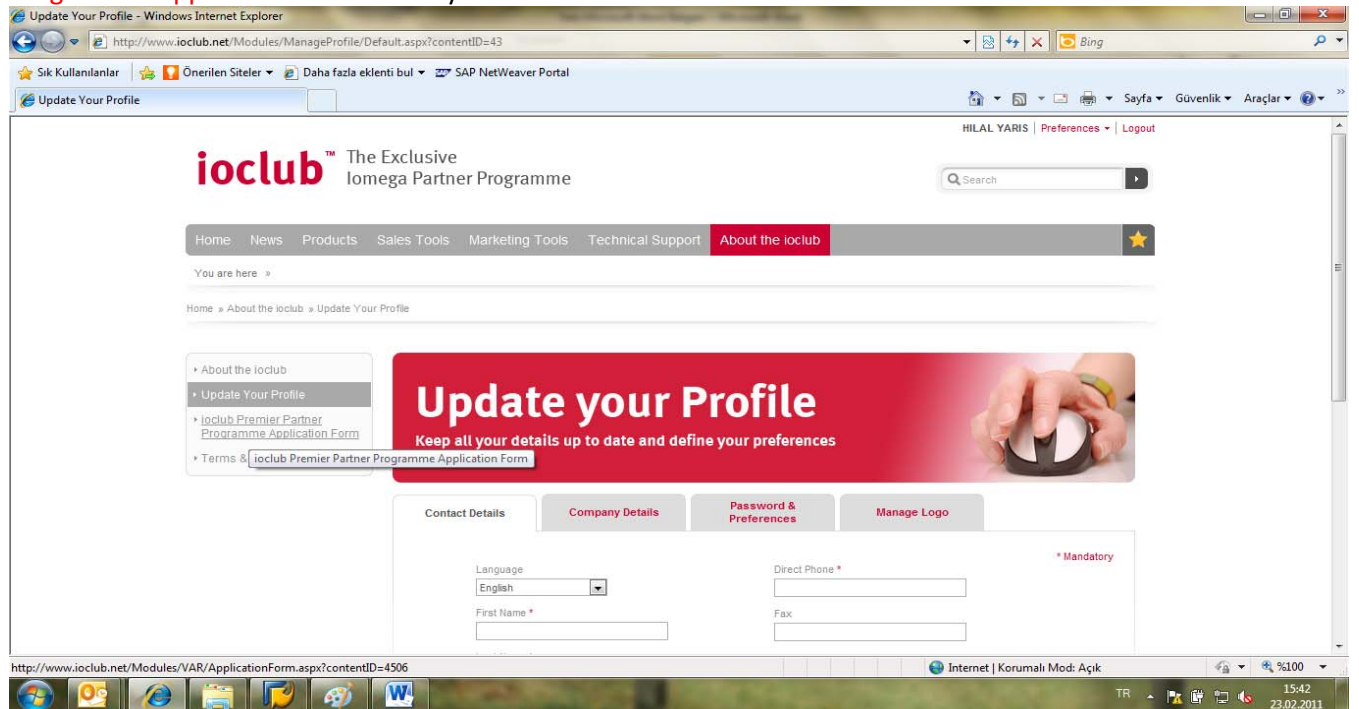 Update Your Profile - Windows Internet Explorer
http://www.ioclub.net/Modules/ManageProfile/Default.aspx?contentID=43
Bing
Sık Kullanılanlar
Önerilen Siteler
Daha fazla eklenti bul
SAP NetWeaver Portal
Update Your Profile
Sayfa
Güvenlik
Araçlar
HILAL YARIS | Preferences | Logout
ioclub™
The Exclusive
Iomega Partner Programme
Search
Home News Products Sales Tools Marketing Tools Technical Support About the ioclub
You are here »
Home » About the ioclub » Update Your Profile
About the ioclub
Update Your Profile
ioclub Premier Partner
Programme Application Form
Terms &
ioclub Premier Partner Programme Application Form
Update your Profile
Keep all your details up to date and define your preferences
Contact Details
Company Details
Password &
Preferences
Manage Logo
* Mandatory
Language
English
Direct Phone *
First Name *
Fax
http://www.ioclub.net/Modules/VAR/ApplicationForm.aspx?contentID=4506
Internet | Korumalı Mod: Açık
%100
TR
15:42
23.02.2011